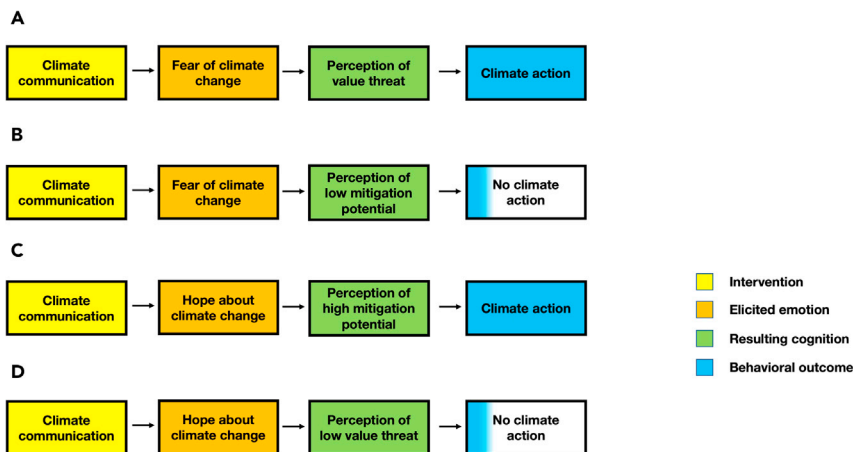 A
Climate
communication
Fear of climate
change
Perception of
value threat
Climate action
B
Climate
communication
Fear of climate
change
Perception of
low mitigation
potential
No climate
action
C
Climate
communication
Hope about
climate change
Perception of
high mitigation
potential
Climate action
D
Climate
communication
Hope about
climate change
Perception of
low value threat
No climate
action
Intervention
Elicited emotion
Resulting cognition
Behavioral outcome